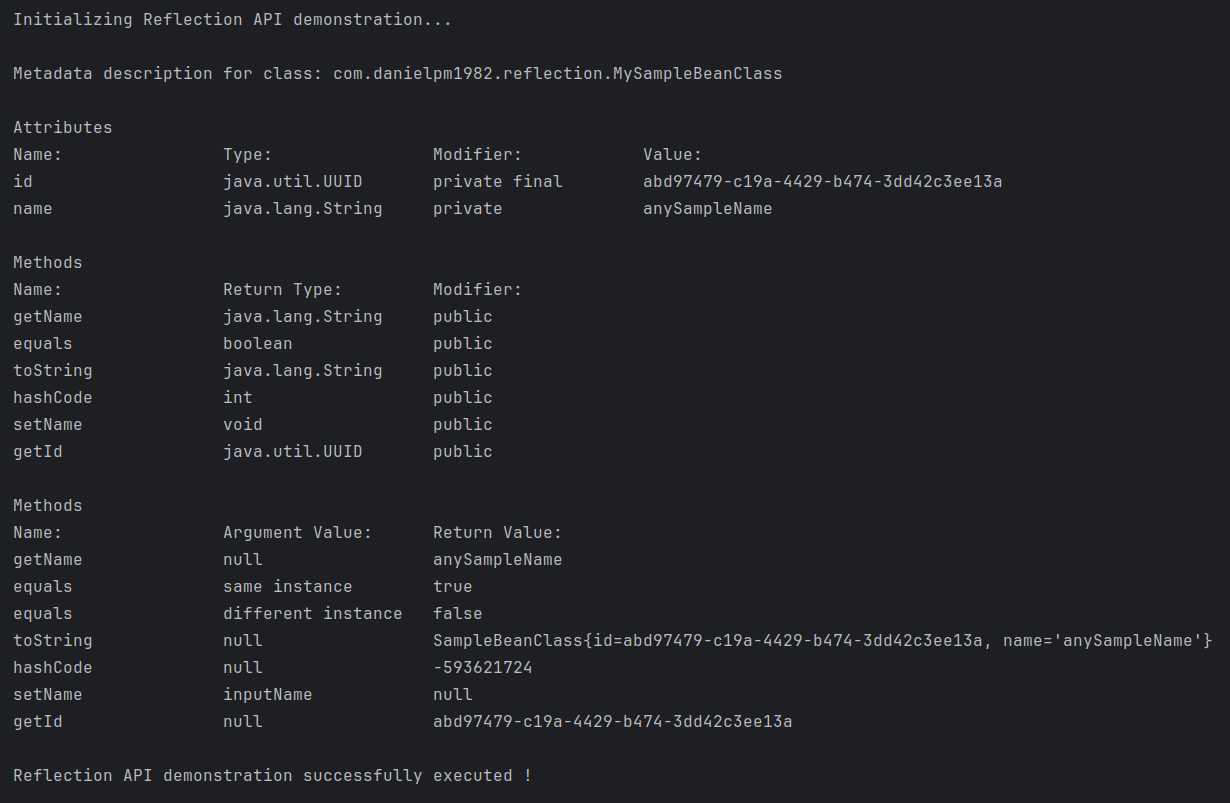 Initializing Reflection API demonstration...
Metadata description for class: com.danielpm1982.reflection.MySampleBeanClass
Attributes
Name: Type: Modifier: Value:
id java.util.UUID private final abd97479-c19a-4429-b474-3dd42c3ee13a
name java.lang.String private anySampleName
Methods
Name: Return Type: Modifier:
getName java.lang.String public
equals boolean public
toString java.lang.String public
hashCode int public
setName void public
getId java.util.UUID public
Methods
Name: Argument Value: Return Value:
getName null anySampleName
equals same instance true
equals different instance false
toString null SampleBeanClass{id=abd97479-c19a-4429-b474-3dd42c3ee13a, name='anySampleName'}
hashCode null -593621724
setName inputName null
getId null abd97479-c19a-4429-b474-3dd42c3ee13a
Reflection API demonstration successfully executed !